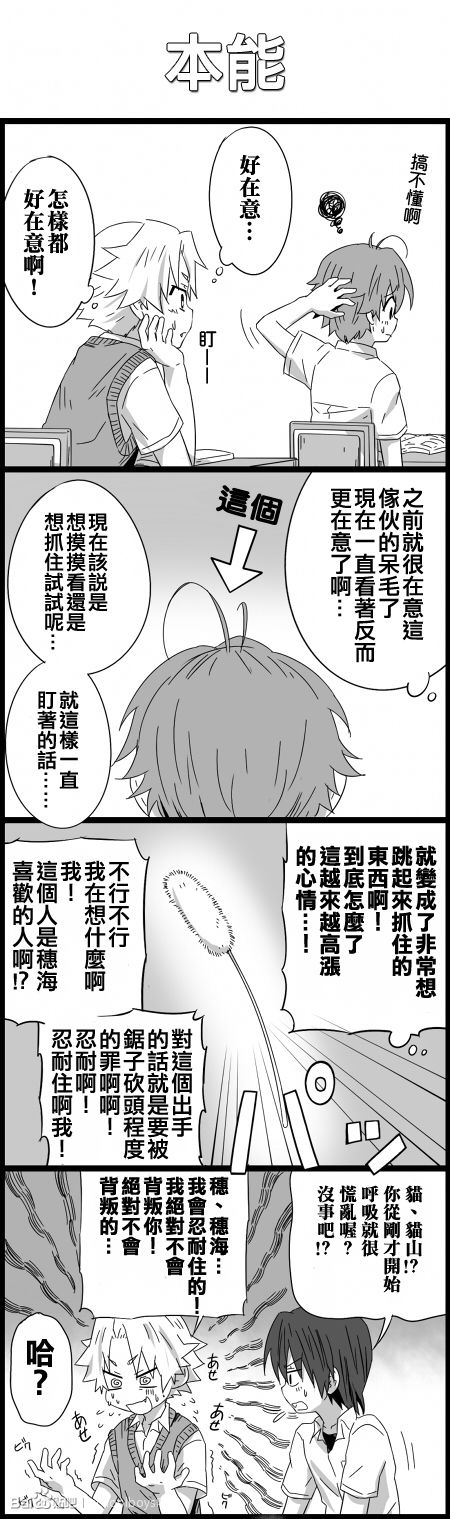 本能
搞不懂啊
好在意…
怎樣都
好在意啊！
盯——
之前就很在意這
傢伙的呆毛了
現在一直看著反而
更在意了啊…
這個
現在該説是
想摸摸看還是
想抓住試試呢…
就這樣一直
盯著的話……
就變成了非常想
跳起來抓住的
東西啊！
到底怎麼了
這越來越高漲
的心情…！
不行不行
我在想什麼啊
我！
這個人是穗海
喜歡的人啊!?
對這個出手
的話就是要被
鋸子砍頭程度
的罪啊啊！
忍耐啊！
忍耐住啊我！
貓、貓山!?
你從剛才開始
呼吸就很
慌亂喔？
沒事吧!?
穗、穗海…
我會忍耐住的！
我絕對不會
背叛你！
絕對不會
背叛的…
哈？
あせ
あせ
あせ
あせ
Bai 贴吧